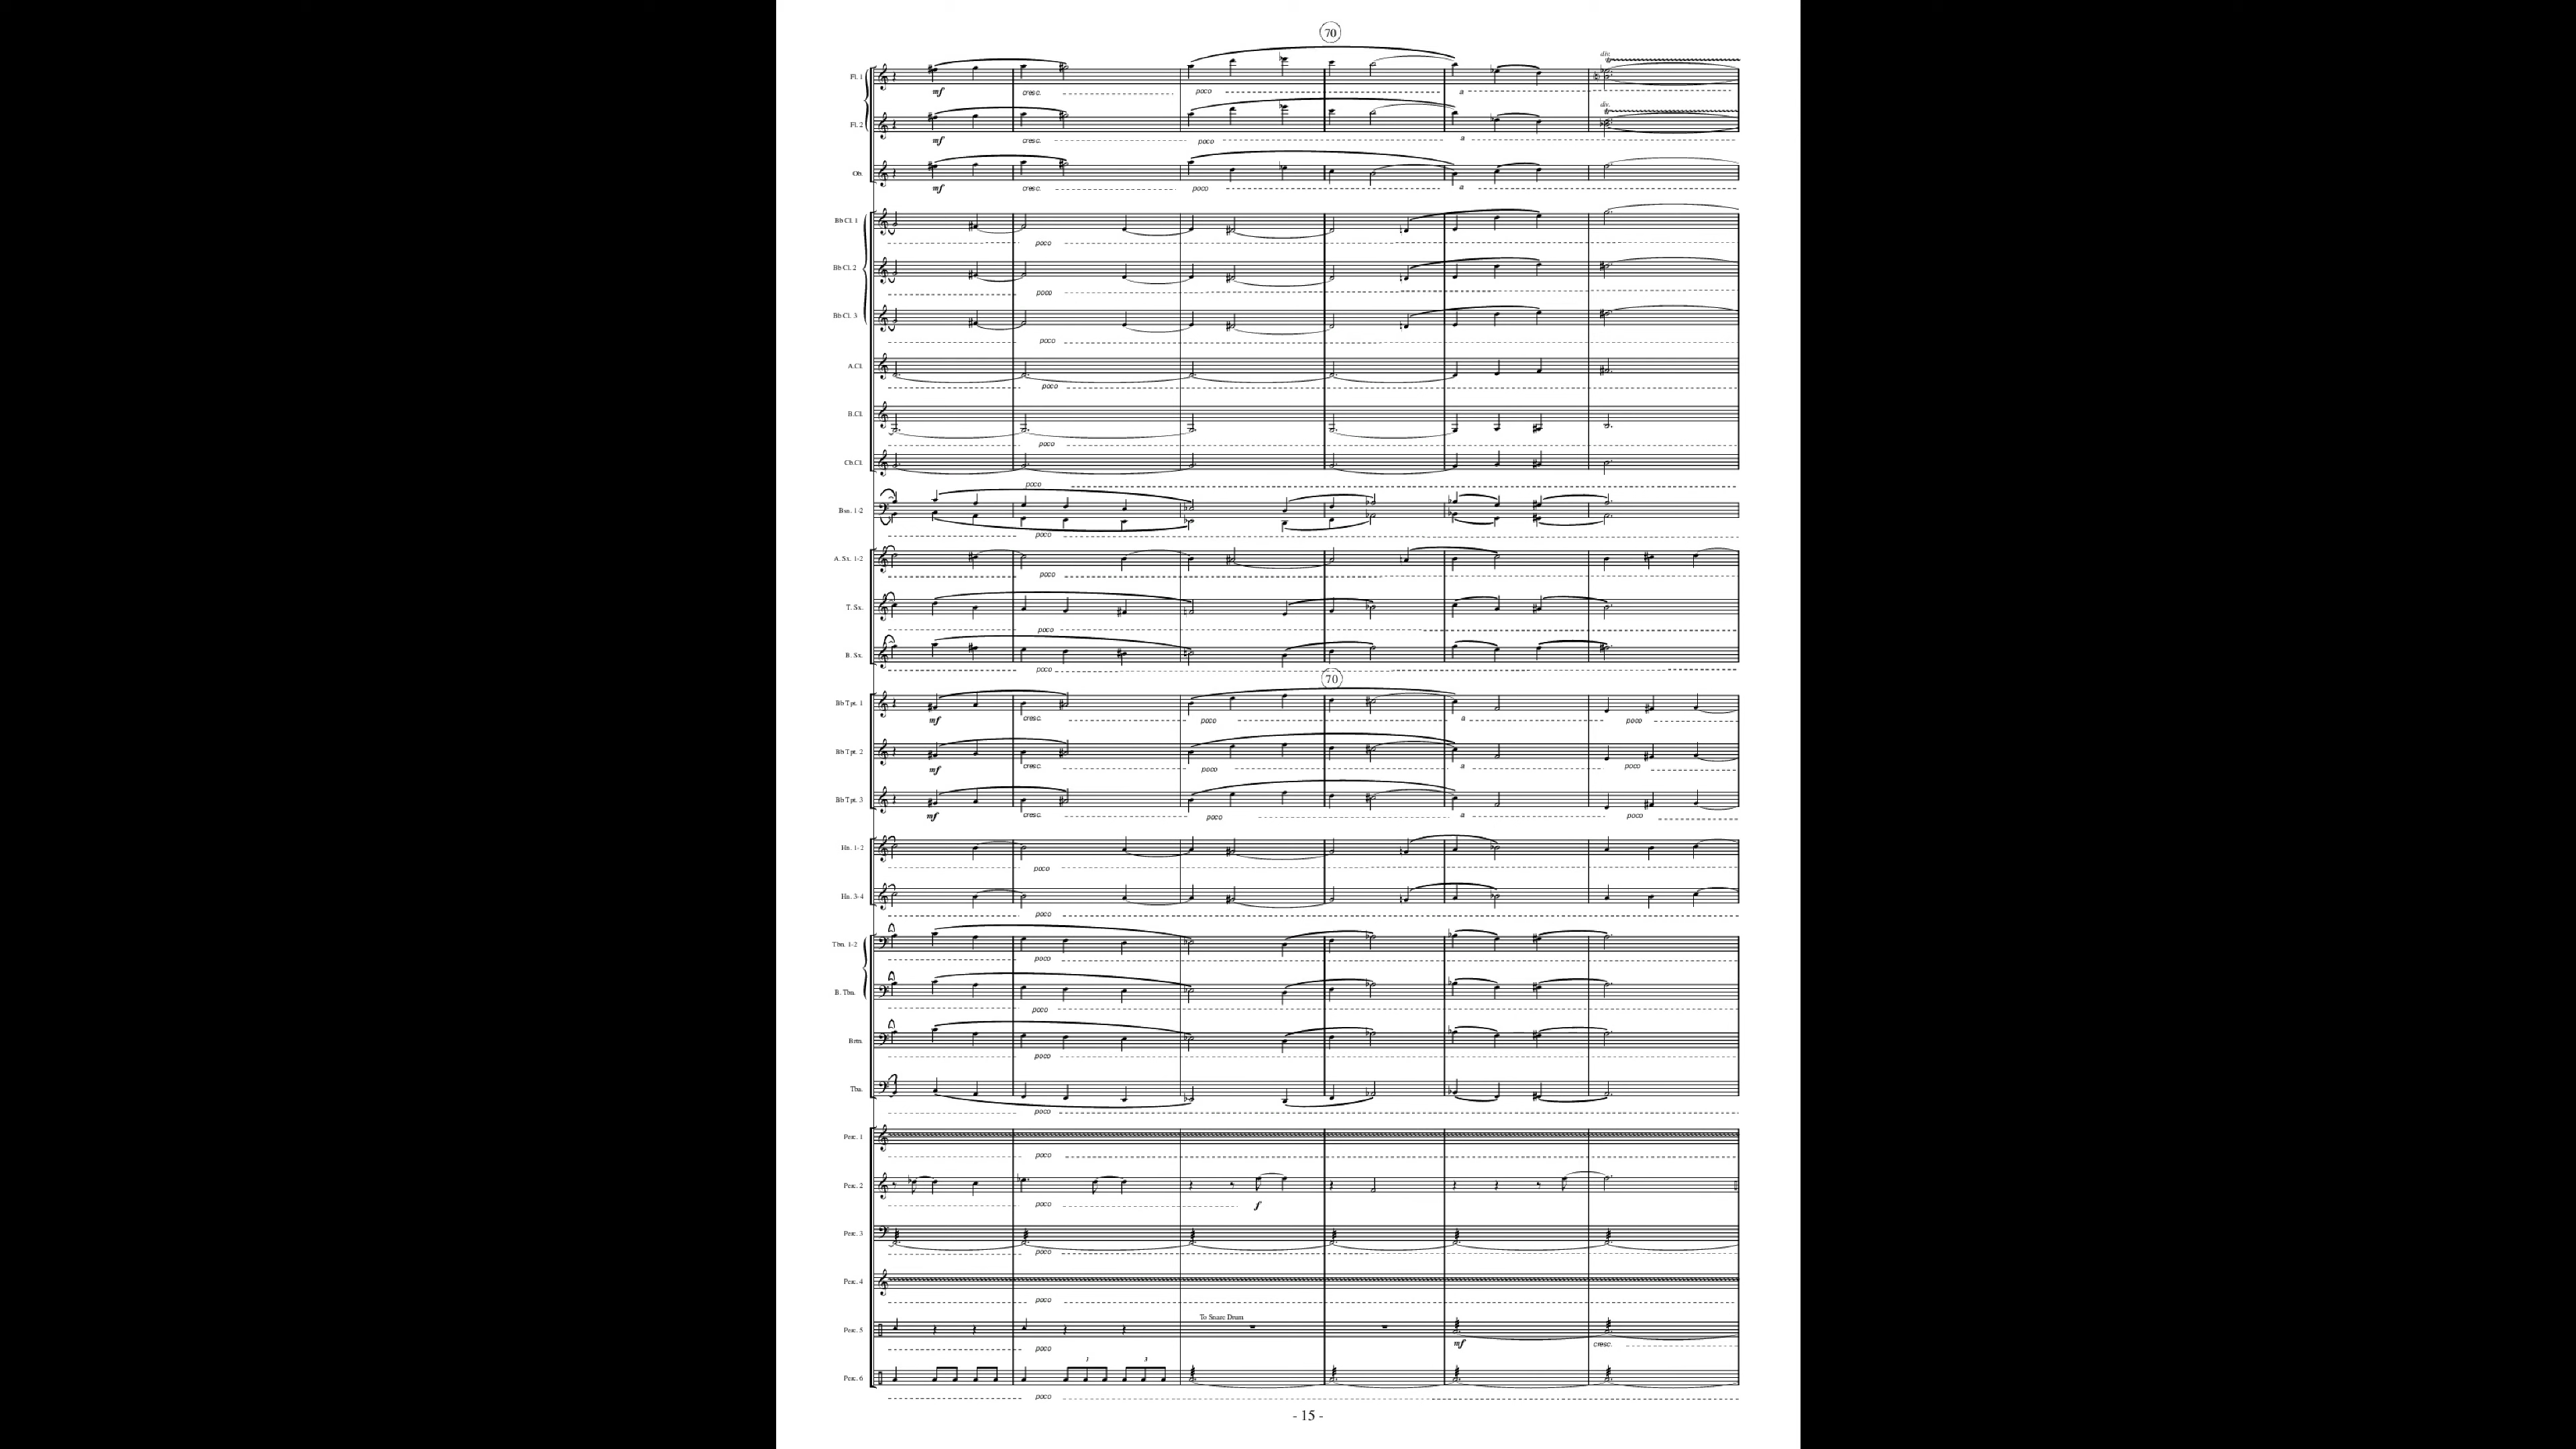 70
div.
Fl. 1
mf cresc. poco a
div.
Fl. 2
mf cresc. poco a
Ob.
mf cresc. poco a
Bb Cl. 1
poco
Bb Cl. 2
poco
Bb Cl. 3
poco
A.Cl.
poco
B.Cl.
poco
Cb.Cl.
poco
Bsn. 1-2
poco
A. Sx. 1-2
poco
T. Sx.
poco
B. Sx.
poco
70
Bb Tpt. 1
mf cresc. poco a poco
Bb Tpt. 2
mf cresc. poco a poco
Bb Tpt. 3
mf cresc. poco a poco
Hn. 1-2
poco
Hn. 3-4
poco
Tbn. 1-2
poco
B. Tbn.
poco
Brtn.
poco
Tba.
poco
Perc. 1
poco
Perc. 2
poco f
Perc. 3
poco
Perc. 4
poco
To Snare Drum
Perc. 5
poco mf cresc.
3 3
Perc. 6
poco
- 15 -